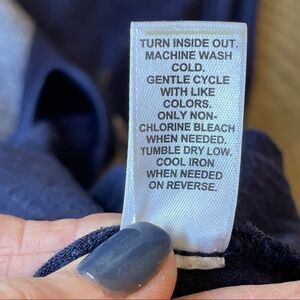 TURN INSIDE OUT.
MACHINE WASH
COLD.
GENTLE CYCLE
WITH LIKE
COLORS.
ONLY NON-
CHLORINE BLEACH
WHEN NEEDED.
TUMBLE DRY LOW.
COOL IRON
WHEN NEEDED
ON REVERSE.